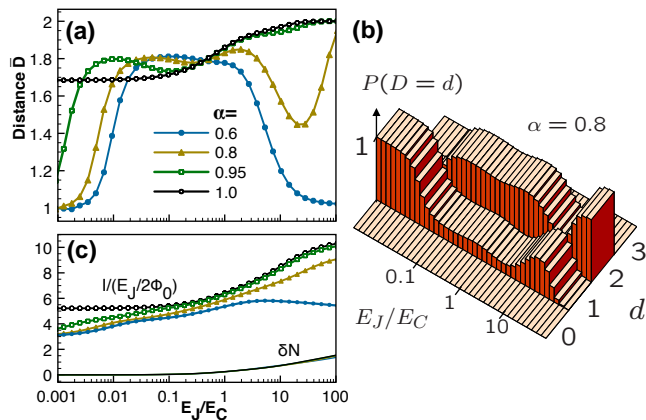 (a)
Distance D̄
2
1.8
1.6
1.4
1.2
1
α=
0.6
0.8
0.95
1.0
(b)
P(D = d)
α = 0.8
1
0.1
1
10
E_J/E_C
0
1
2
3
d
(c)
10
8
6
4
2
0
I/(E_J/2Φ₀)
δN
0.001
0.01
0.1
1
10
100
E_J/E_C